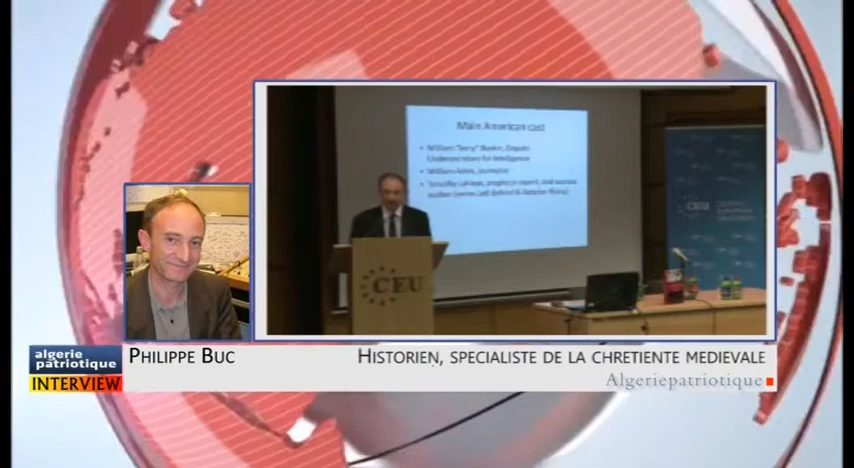 Main American cast
• William "Jerry" Boykin, Deputy
Undersecretary for Intelligence
• William Arkin, journalist
CEU
CEU
algerie
patriotique
INTERVIEW
PHILIPPE BUC
HISTORIEN, SPECIALISTE DE LA CHRETIENTE MEDIEVALE
Algeriepatriotique